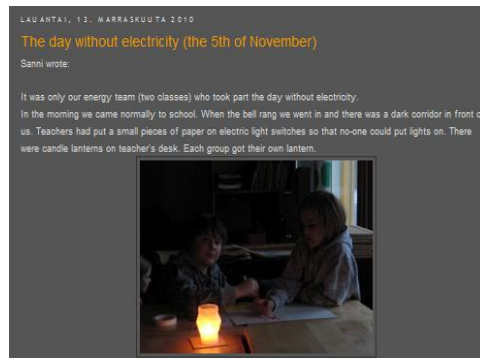 LAUANTAI, 13. MARRASKUUTA 2010
The day without electricity (the 5th of November)
Sanni wrote:
It was only our energy team (two classes) who took part the day without electricity.
In the morning we came normally to school. When the bell rang we went in and there was a dark corridor in front o
us. Teachers had put a small pieces of paper on electric light switches so that no-one could put lights on. There
were candle lanterns on teacher's desk. Each group got their own lantern.